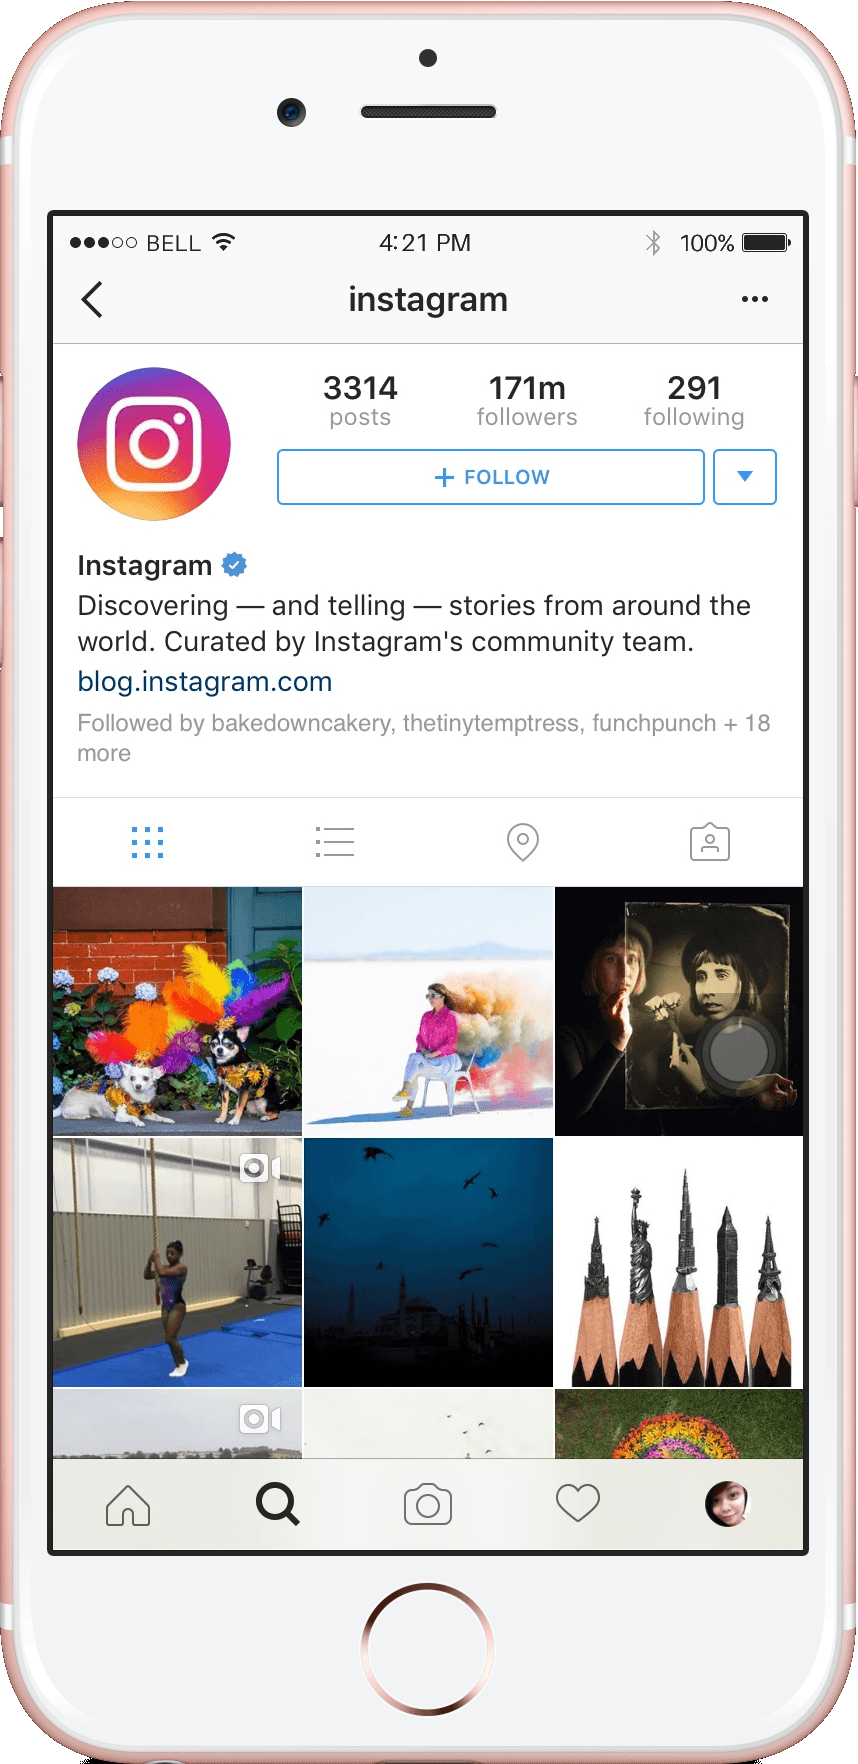 BELL 4:21 PM 100%
instagram
3314 171m 291
posts followers following
+ FOLLOW
Instagram
Discovering — and telling — stories from around the
world. Curated by Instagram's community team.
blog.instagram.com
Followed by bakedowncakery, thetinytemptress, funchpunch + 18
more